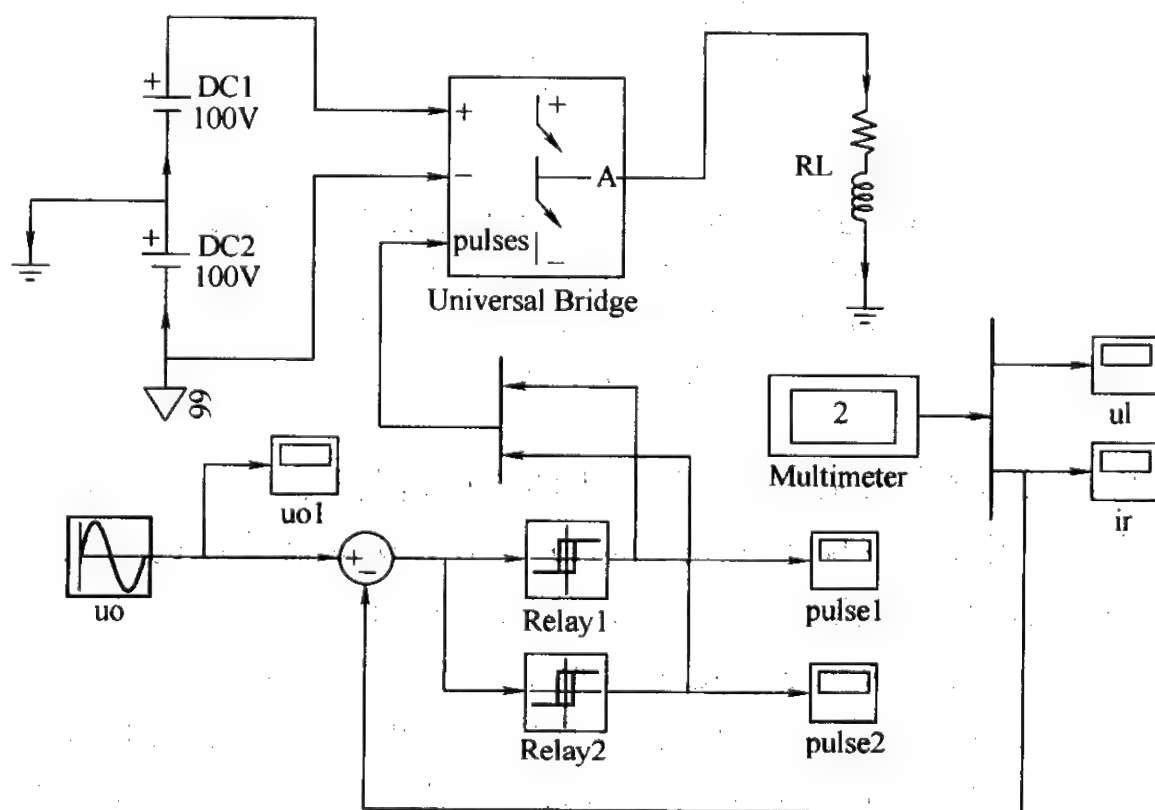 +
DC1
100V
+
DC2
100V
99
+
−
pulses
+
A
−
Universal Bridge
RL
2
Multimeter
ul
ir
uo1
uo
+
−
Relay1
pulse1
Relay2
pulse2